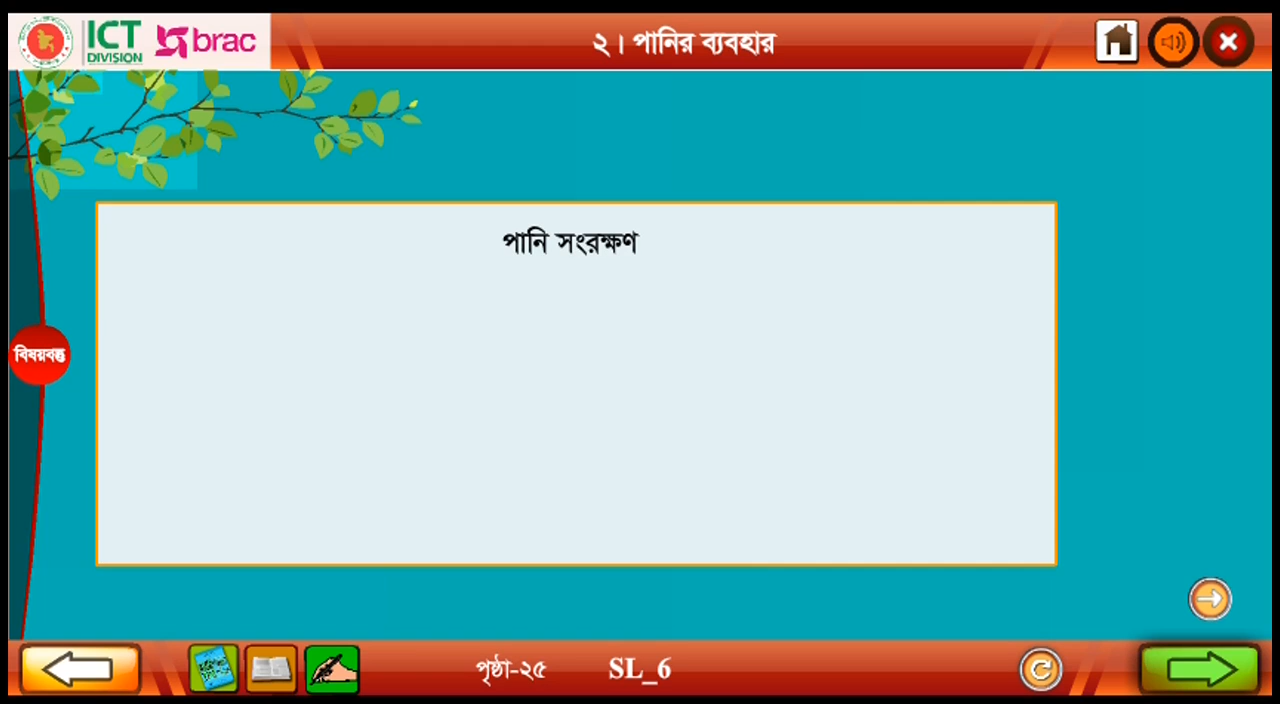 ICT
DIVISION
brac
২। পানির ব্যবহার
পানি সংরক্ষণ
বিষয়বস্তু
পৃষ্ঠা-২৫
SL_6